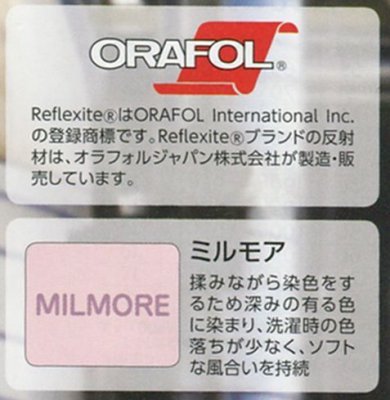 ORAFOL®
Reflexite®はORAFOL International Inc.
の登録商標です。Reflexite®ブランドの反射
材は、オラフォルジャパン株式会社が製造・販
売しています。
ミルモア
MILMORE
揉みながら染色をす
るため深みの有る色
に染まり、洗濯時の色
落ちが少なく、ソフト
な風合いを持続